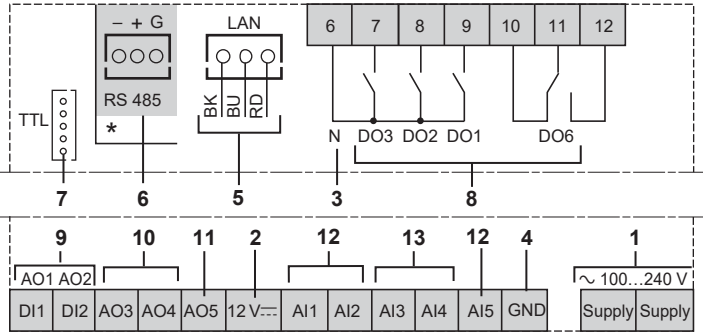 − + G LAN 6 7 8 9 10 11 12
TTL RS 485 BK BU RD
* N DO3 DO2 DO1 DO6
7 6 5 3 8
9 10 11 2 12 13 12 4 1
AO1 AO2 ~ 100...240 V
DI1 DI2 AO3 AO4 AO5 12 V⎓ AI1 AI2 AI3 AI4 AI5 GND Supply Supply